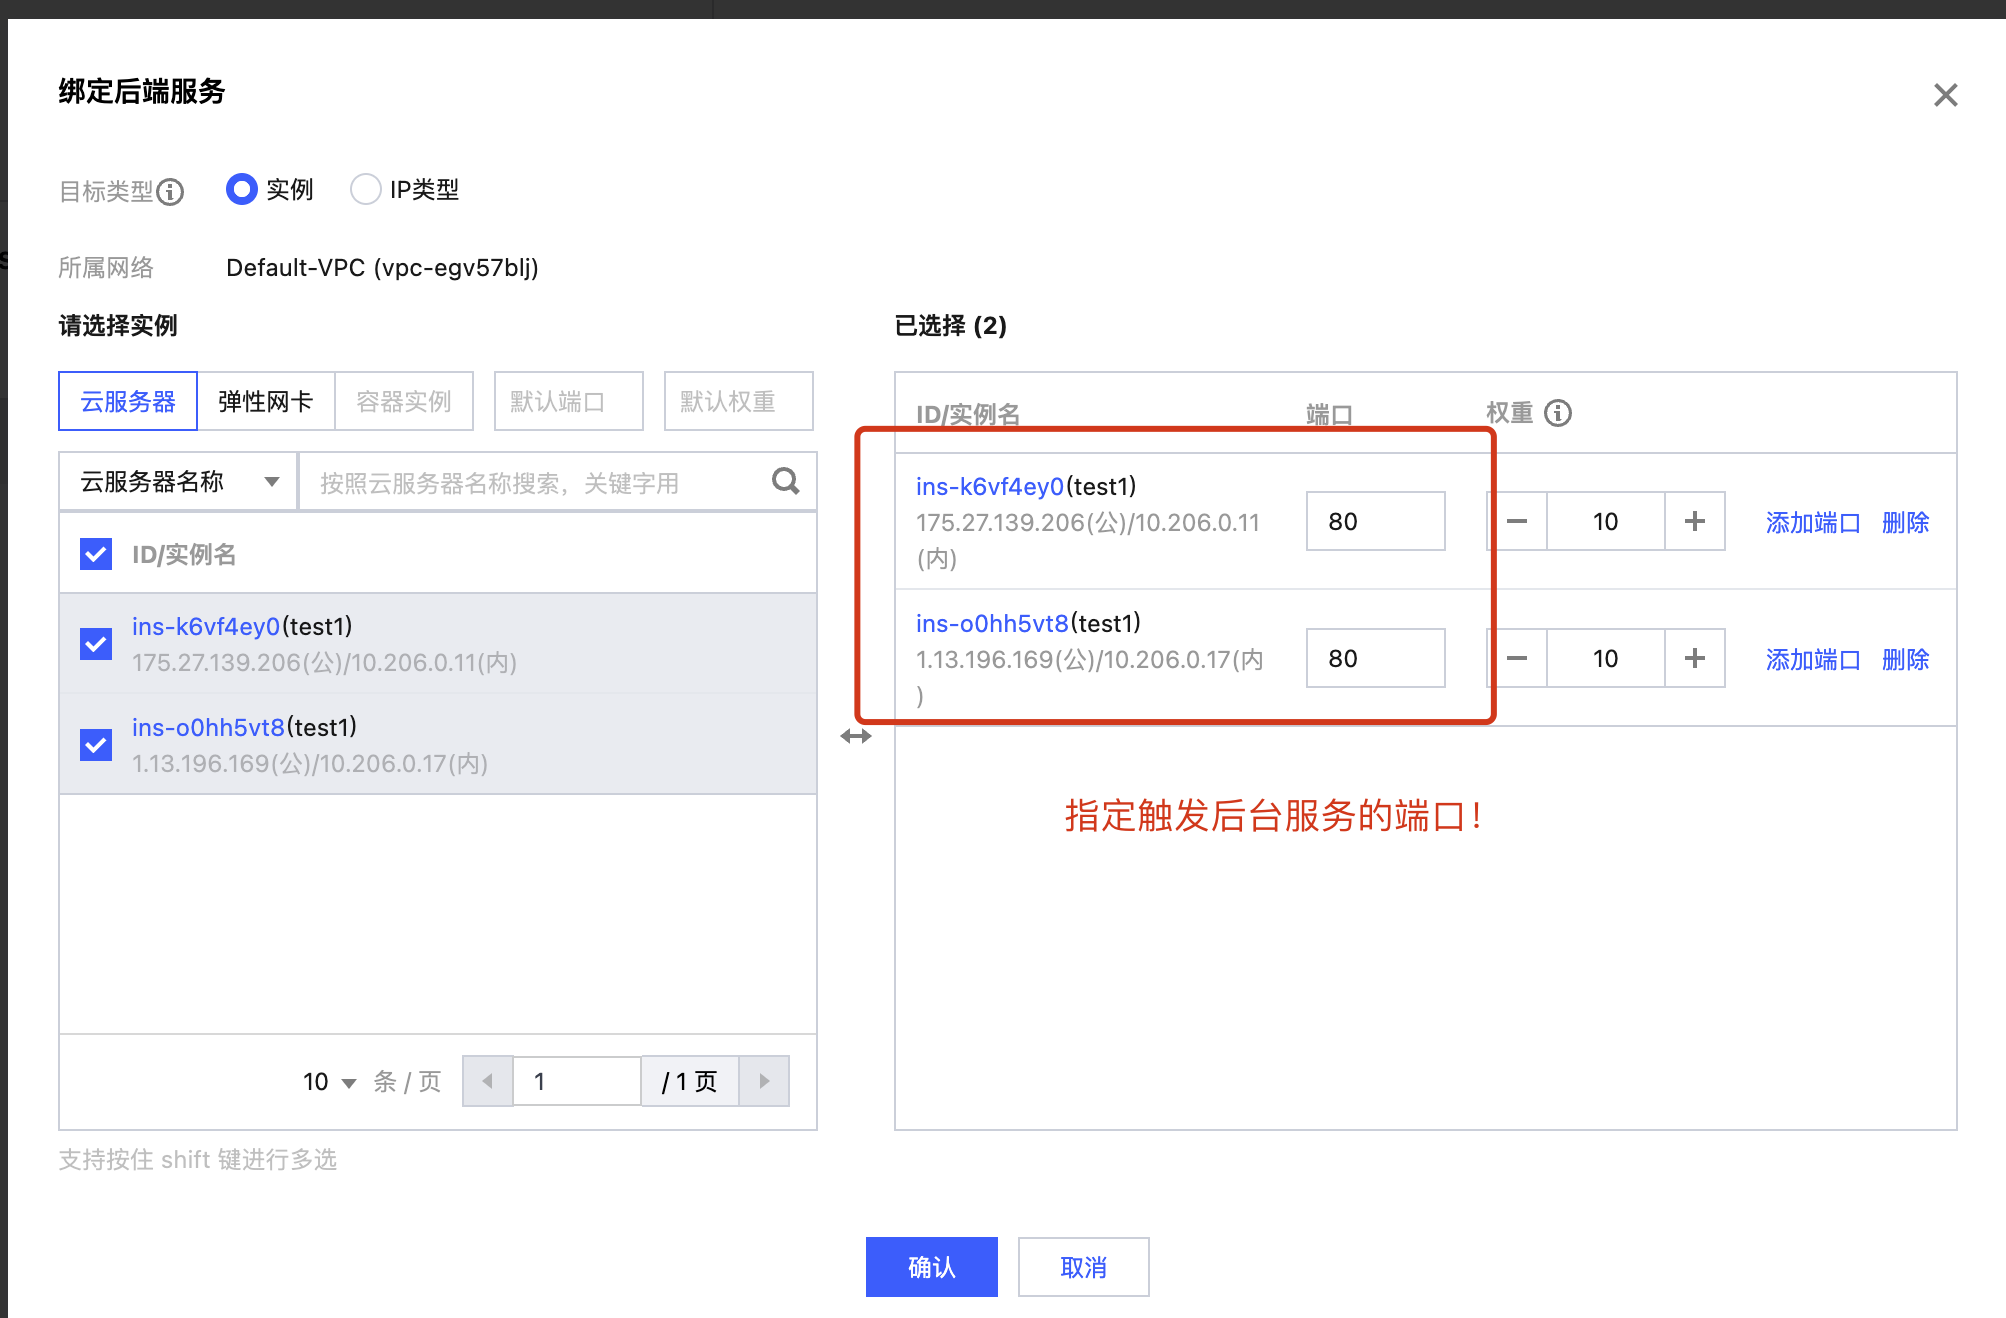 绑定后端服务
目标类型 实例 IP类型
所属网络 Default-VPC (vpc-egv57blj)
请选择实例
云服务器 弹性网卡 容器实例 默认端口 默认权重
云服务器名称 按照云服务器名称搜索，关键字用
ID/实例名
ins-k6vf4ey0(test1)
175.27.139.206(公)/10.206.0.11(内)
ins-o0hh5vt8(test1)
1.13.196.169(公)/10.206.0.17(内)
10 条 / 页 1 / 1 页
支持按住 shift 键进行多选
已选择 (2)
ID/实例名 端口 权重
ins-k6vf4ey0(test1)
175.27.139.206(公)/10.206.0.11
(内)
80 10 添加端口 删除
ins-o0hh5vt8(test1)
1.13.196.169(公)/10.206.0.17(内
)
80 10 添加端口 删除
指定触发后台服务的端口！
确认 取消